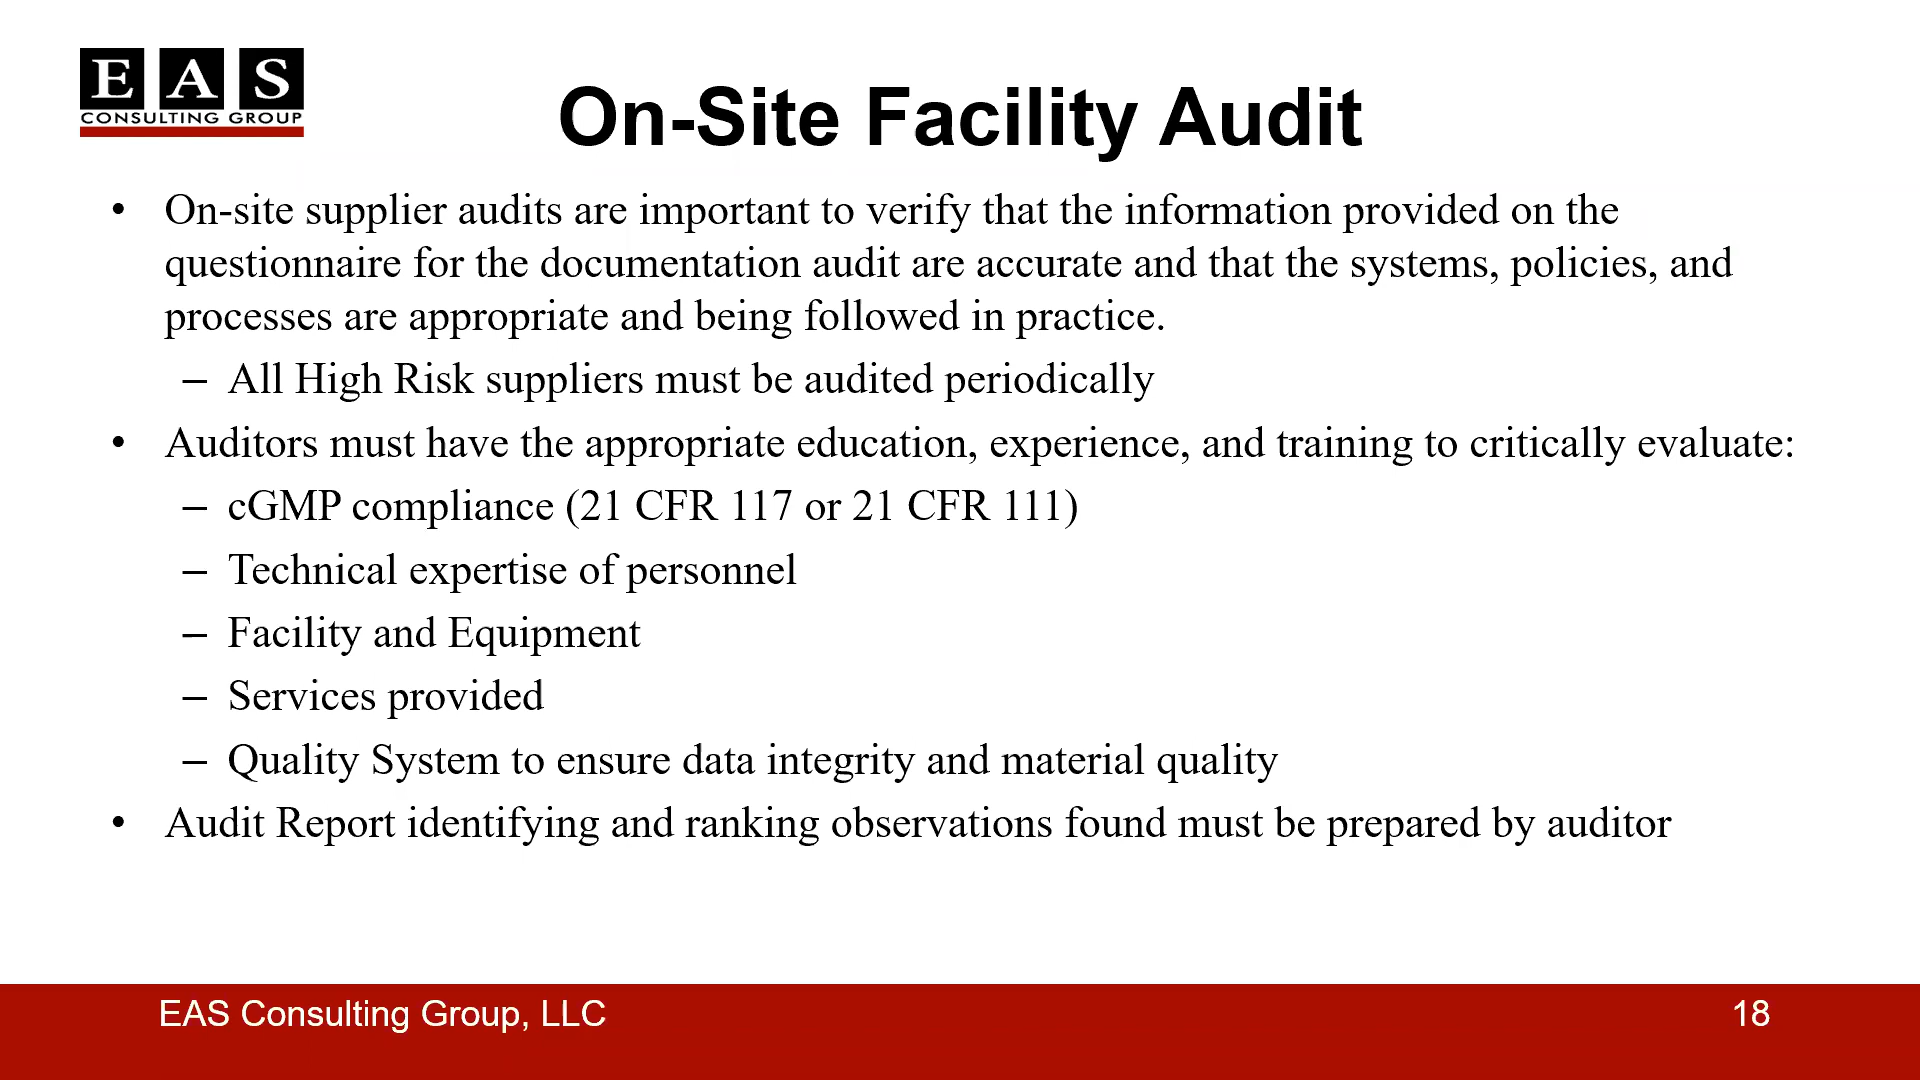 EAS
CONSULTING GROUP
On-Site Facility Audit
• On-site supplier audits are important to verify that the information provided on the
questionnaire for the documentation audit are accurate and that the systems, policies, and
processes are appropriate and being followed in practice.
– All High Risk suppliers must be audited periodically
• Auditors must have the appropriate education, experience, and training to critically evaluate:
– cGMP compliance (21 CFR 117 or 21 CFR 111)
– Technical expertise of personnel
– Facility and Equipment
– Services provided
– Quality System to ensure data integrity and material quality
• Audit Report identifying and ranking observations found must be prepared by auditor
EAS Consulting Group, LLC
18